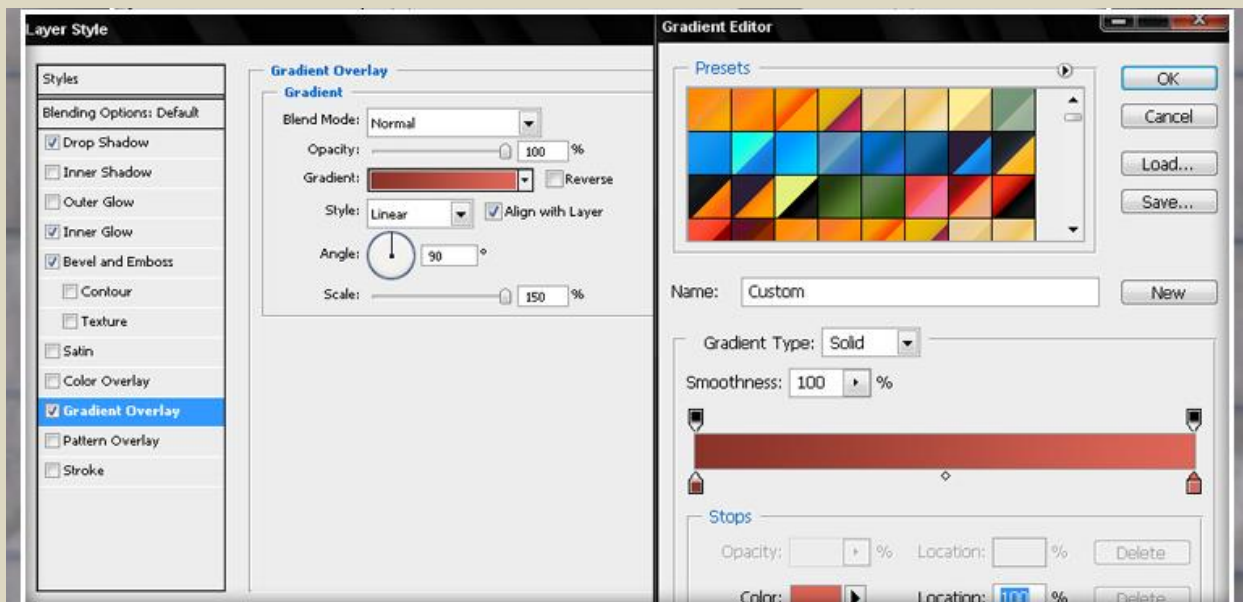 Layer Style
Styles
Blending Options: Default
Drop Shadow
Inner Shadow
Outer Glow
Inner Glow
Bevel and Emboss
Contour
Texture
Satin
Color Overlay
Gradient Overlay
Pattern Overlay
Stroke
Gradient Overlay
Gradient
Blend Mode: Normal
Opacity: 100 %
Gradient: Reverse
Style: Linear Align with Layer
Angle: 90 °
Scale: 150 %
Gradient Editor
Presets
OK
Cancel
Load...
Save...
Name: Custom
New
Gradient Type: Solid
Smoothness: 100 %
Stops
Opacity: % Location: % Delete
Color: Location: 100 % Delete